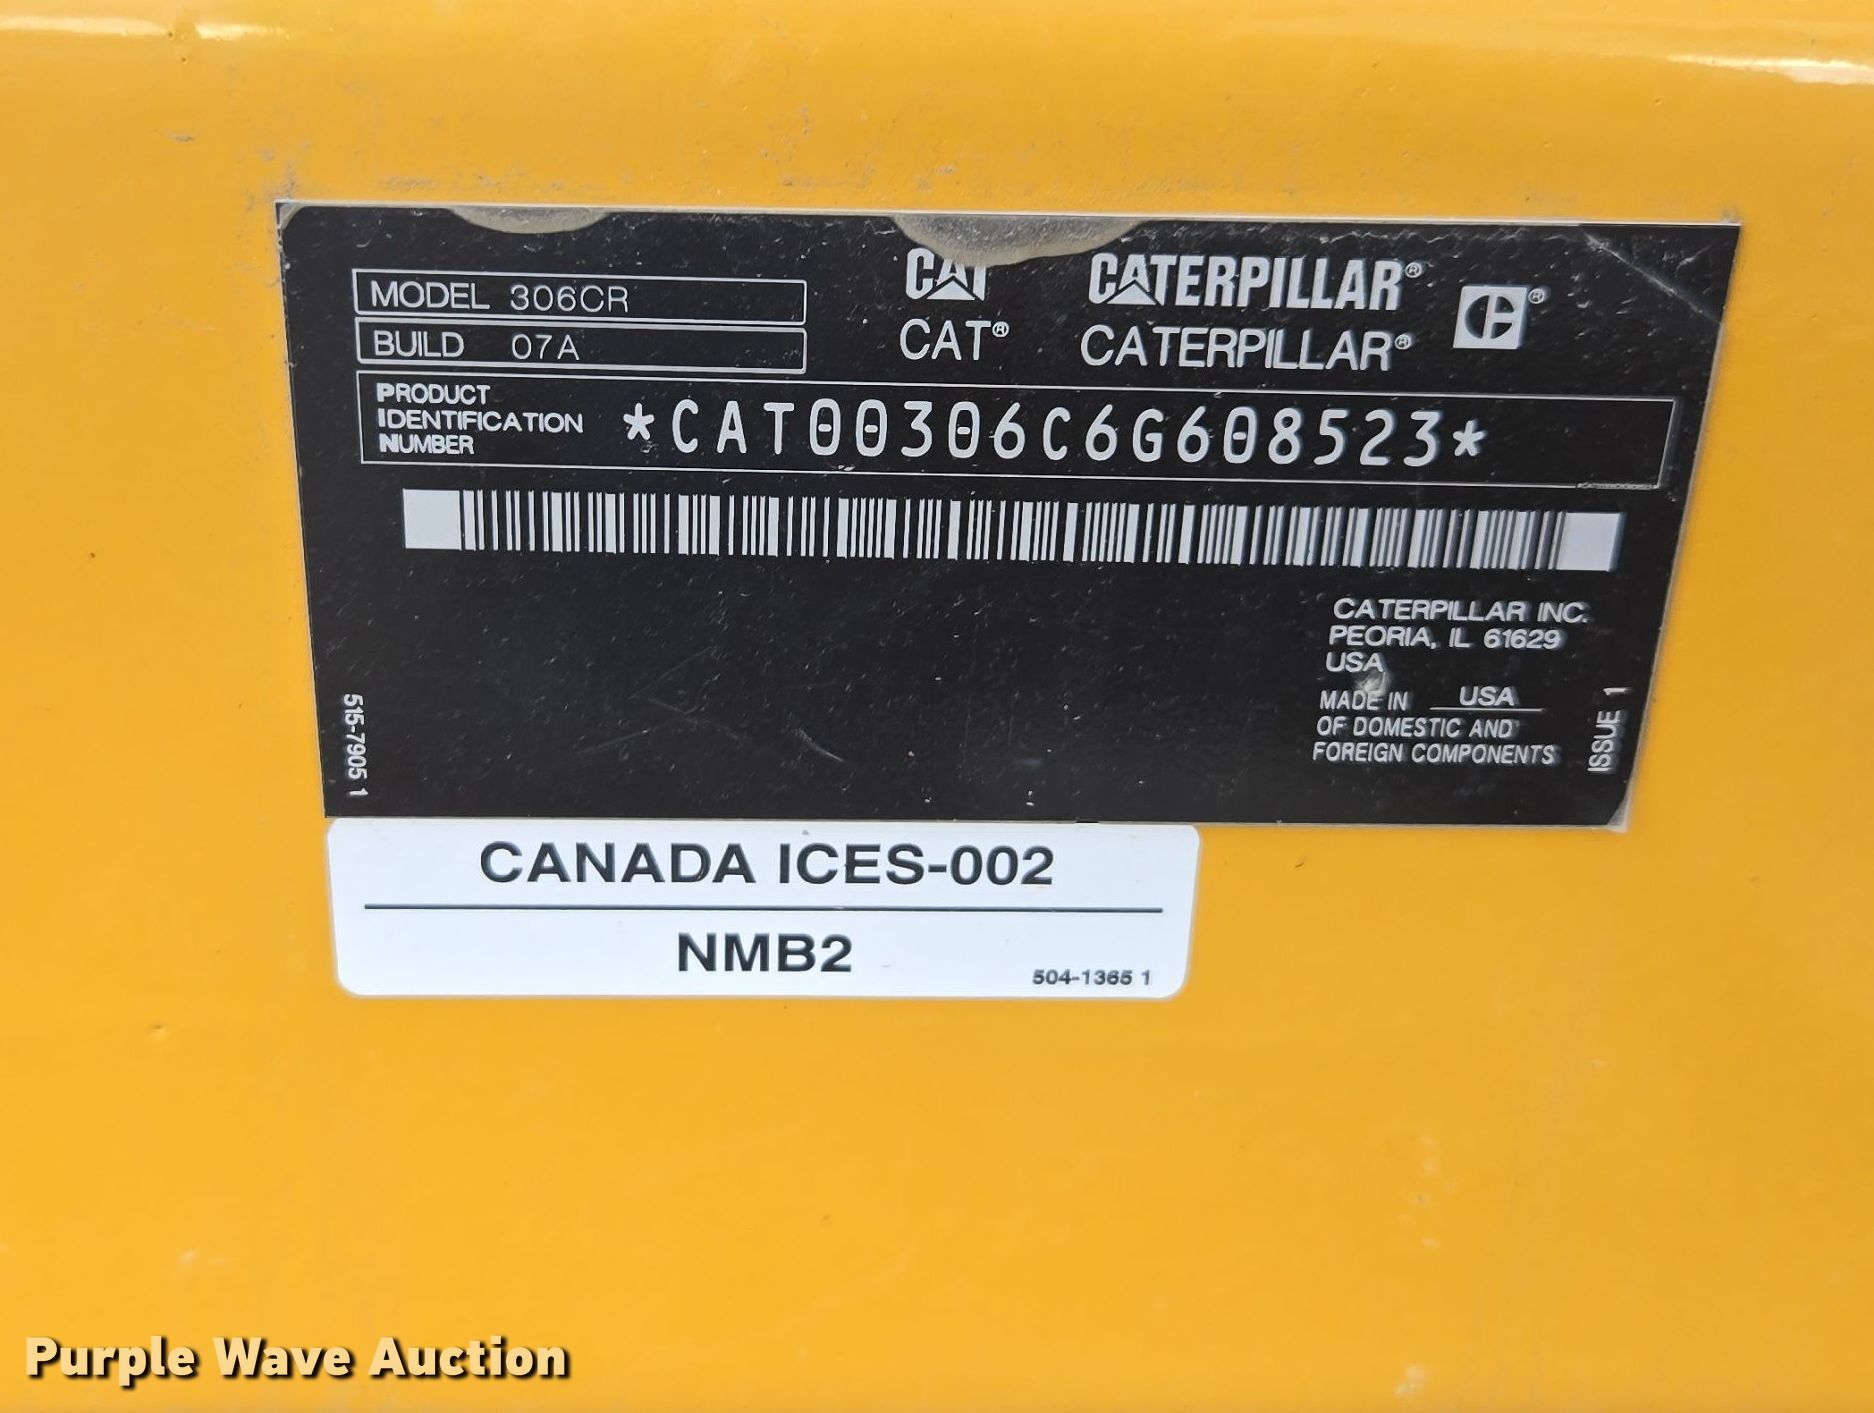 MODEL 306CR
BUILD 07A
CAT CATERPILLAR®
CAT® CATERPILLAR®
C®
PRODUCT
IDENTIFICATION
NUMBER
*CAT00306C6G608523*
CATERPILLAR INC.
PEORIA, IL 61629
USA
MADE IN USA
OF DOMESTIC AND
FOREIGN COMPONENTS
ISSUE 1
515-7905 1
CANADA ICES-002
NMB2
504-1365 1
Purple Wave Auction